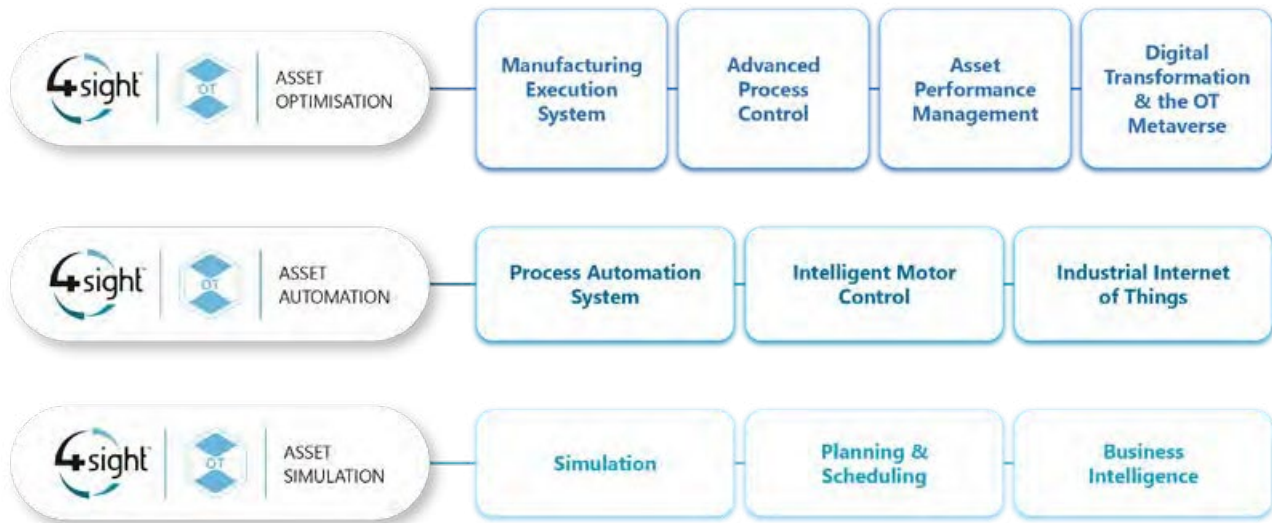 4sight
OT
ASSET
OPTIMISATION
Manufacturing
Execution
System
Advanced
Process
Control
Asset
Performance
Management
Digital
Transformation
& the OT
Metaverse
4sight
OT
ASSET
AUTOMATION
Process Automation
System
Intelligent Motor
Control
Industrial Internet
of Things
4sight
OT
ASSET
SIMULATION
Simulation
Planning &
Scheduling
Business
Intelligence